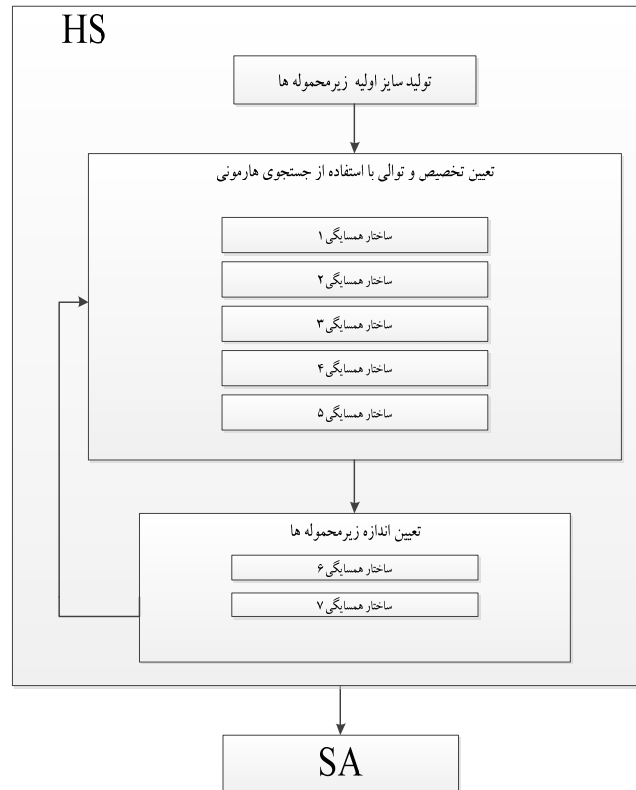 HS
تولید سایز اولیه زیرمحموله ها
تعیین تخصیص و توالی با استفاده از جستجوی هارمونی
ساختار همسایگی ۱
ساختار همسایگی ۲
ساختار همسایگی ۳
ساختار همسایگی ۴
ساختار همسایگی ۵
تعیین اندازه زیرمحموله ها
ساختار همسایگی ۶
ساختار همسایگی ۷
SA